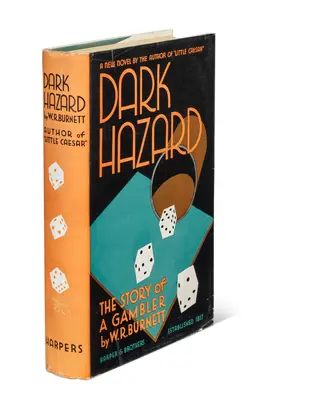 DARK
HAZARD
by W.R. BURNETT
AUTHOR of
"LITTLE CAESAR"
HARPERS
A NEW NOVEL BY THE AUTHOR OF "LITTLE CAESAR"
DARK
HAZARD
THE STORY OF
A GAMBLER
by W.R. BURNETT
HARPER & BROTHERS ESTABLISHED 1817